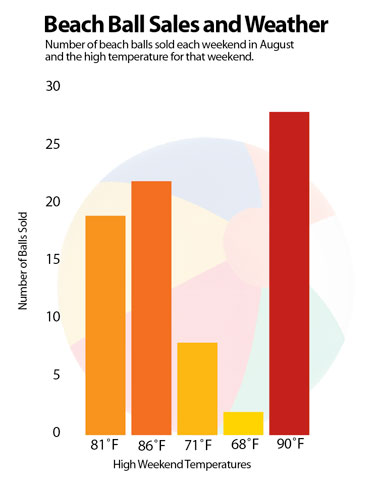 Beach Ball Sales and Weather
Number of beach balls sold each weekend in August
and the high temperature for that weekend.
30
25
20
15
10
5
0
Number of Balls Sold
81˚F 86˚F 71˚F 68˚F 90˚F
High Weekend Temperatures